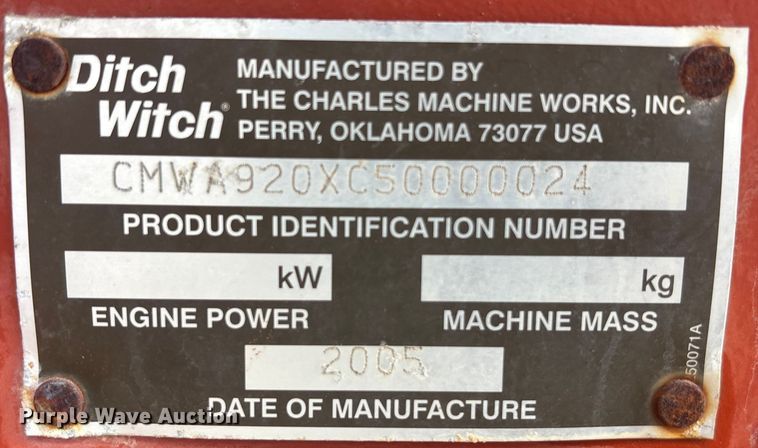 Ditch
Witch®
MANUFACTURED BY
THE CHARLES MACHINE WORKS, INC.
PERRY, OKLAHOMA 73077 USA
CMWA920XC50000024
PRODUCT IDENTIFICATION NUMBER
kW
kg
ENGINE POWER
MACHINE MASS
2005
DATE OF MANUFACTURE
50071A
Purple Wave Auction